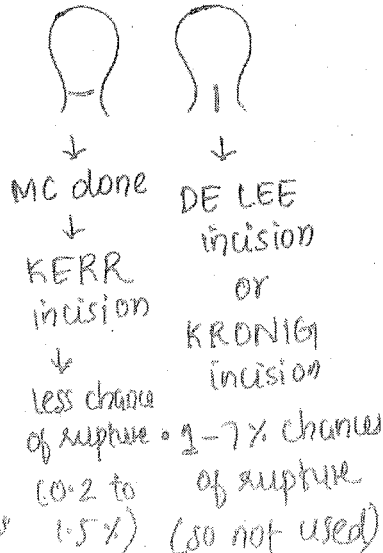 ↓
MC done
↓
KERR
incision
↓
less chance
of rupture
(0.2 to
1.5%)
↓
DE LEE
incision
or
KRONIG
incision
• 1-7% chances
of rupture
(so not used)